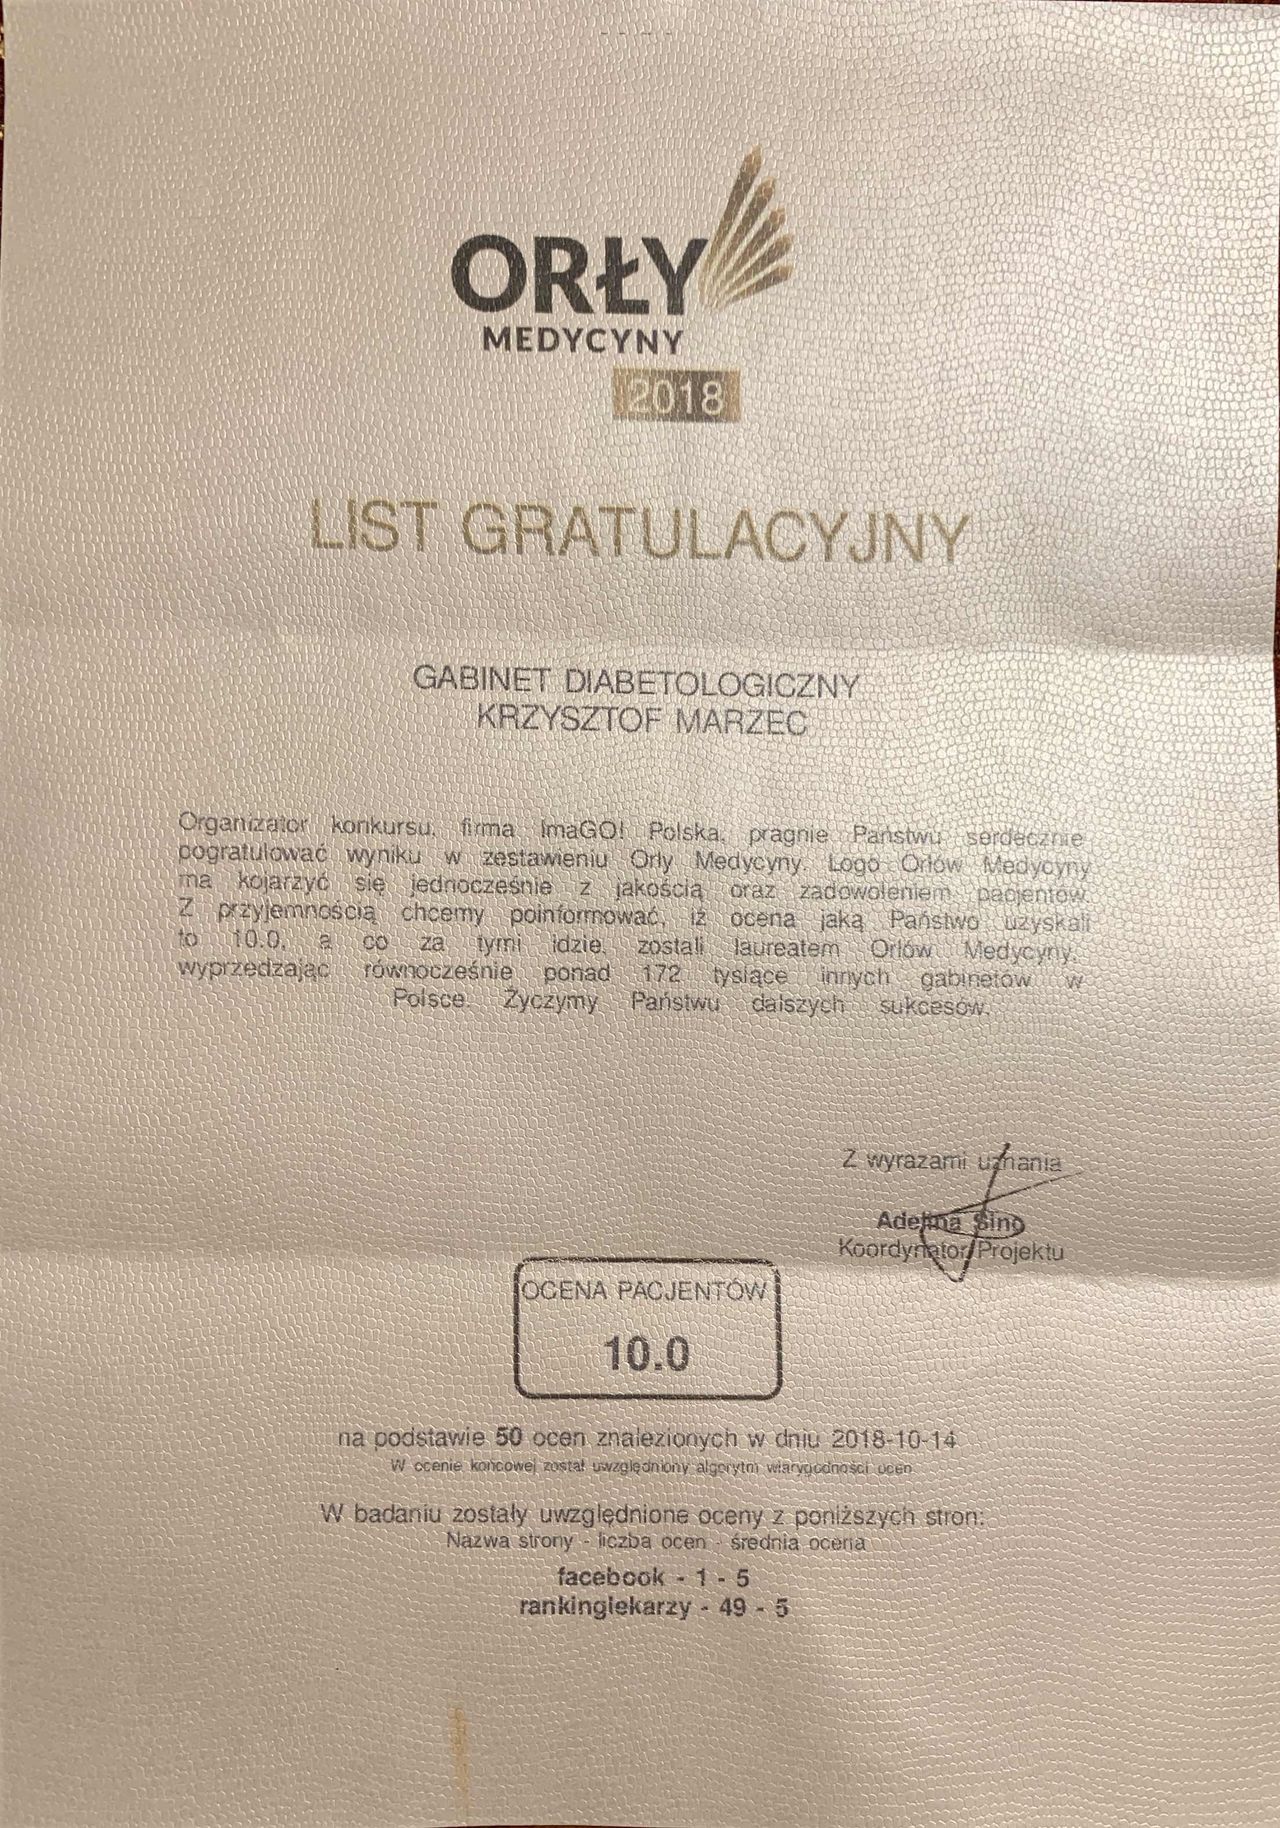 ORŁY
MEDYCYNY
2018
LIST GRATULACYJNY
GABINET DIABETOLOGICZNY
KRZYSZTOF MARZEC
Organizator konkursu, firma ImaGO! Polska, pragnie Państwu serdecznie
pogratulować wyniku w zestawieniu Orły Medycyny. Logo Orłów Medycyny
ma kojarzyć się jednocześnie z jakością oraz zadowoleniem pacjentów.
Z przyjemnością chcemy poinformować, iż ocena jaką Państwo uzyskali
to 10.0, a co za tym idzie, zostali laureatem Orłów Medycyny,
wyprzedzając równocześnie ponad 172 tysiące innych gabinetów w
Polsce. Życzymy Państwu dalszych sukcesów.
Z wyrazami uznania
Adelina
Koordynator Projektu
OCENA PACJENTÓW
10.0
na podstawie 50 ocen znalezionych w dniu 2018-10-14
W ocenie końcowej został uwzględniony algorytm wiarygodności ocen
W badaniu zostały uwzględnione oceny z poniższych stron:
Nazwa strony - liczba ocen - średnia ocena
facebook - 1 - 5
rankinglekarzy - 49 - 5